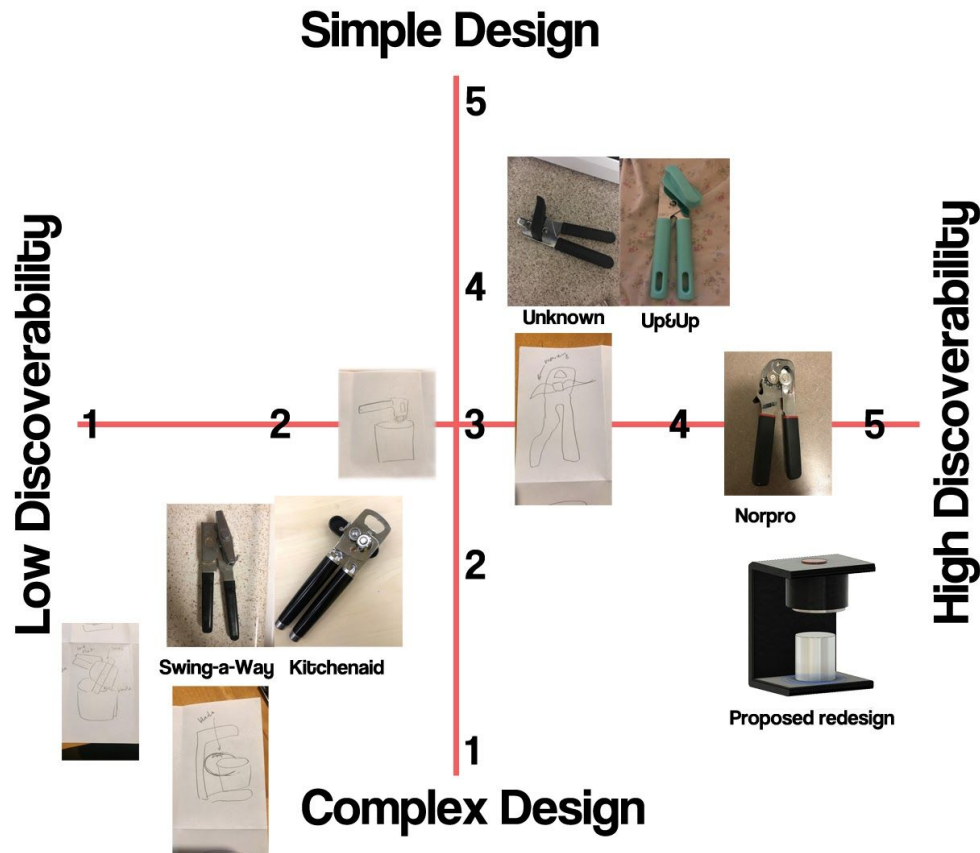 Simple Design
5
4
Unknown
Up&Up
Low Discoverability
High Discoverability
1
2
3
4
5
Norpro
2
Swing-a-Way
Kitchenaid
Proposed redesign
1
Complex Design